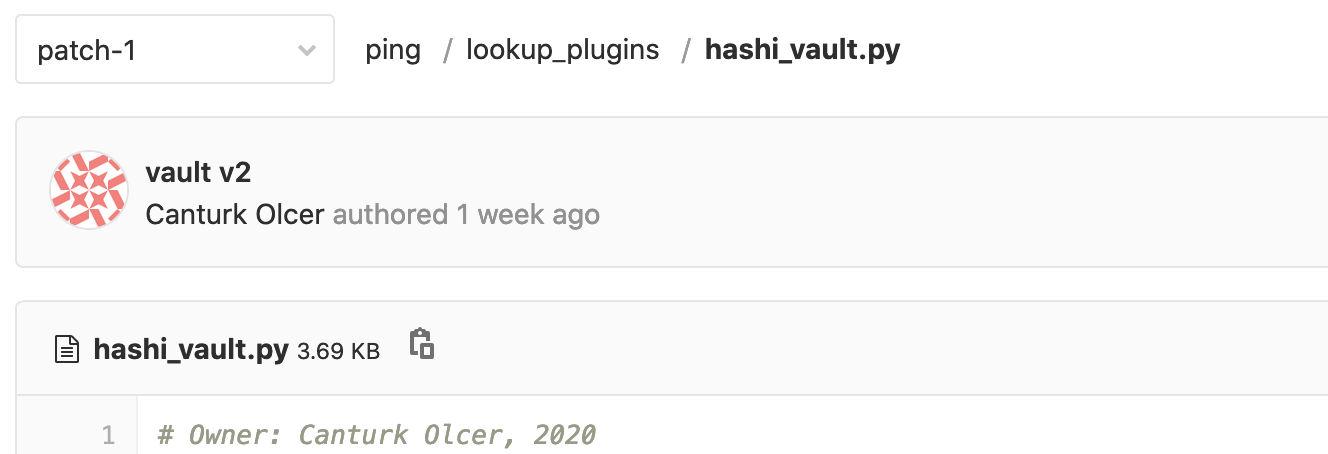 patch-1 ping / lookup_plugins / hashi_vault.py
vault v2
Canturk Olcer authored 1 week ago
hashi_vault.py 3.69 KB
1 # Owner: Canturk Olcer, 2020